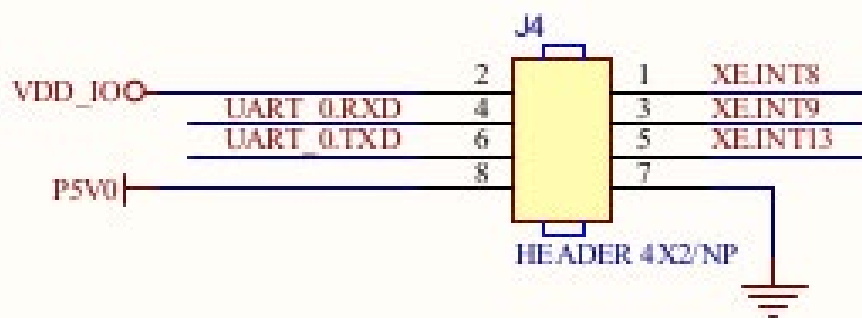 J4
VDD_IO 2 1 XE.INT8
UART_0.RXD 4 3 XE.INT9
UART_0.TXD 6 5 XE.INT13
P5V0 8 7
HEADER 4X2/NP